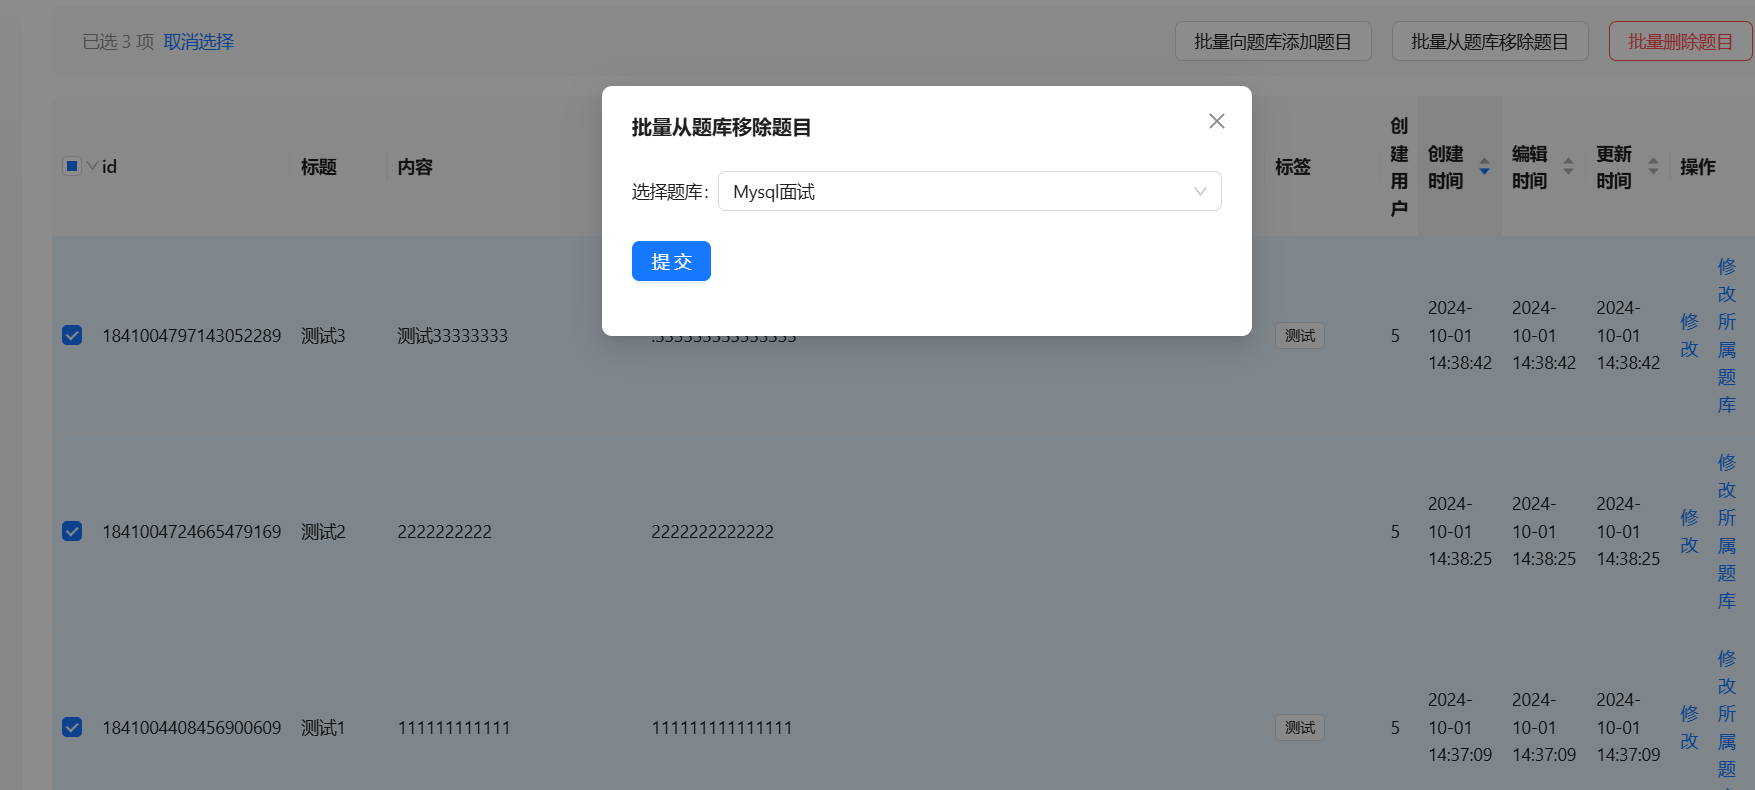 已选 3 项 取消选择
批量向题库添加题目 批量从题库移除题目 批量删除题目
批量从题库移除题目
选择题库: Mysql面试
提 交
id 标题 内容 标签 创建用户 创建时间 编辑时间 更新时间 操作
1841004797143052289 测试3 测试33333333 测试 5 2024-10-01 14:38:42 2024-10-01 14:38:42 2024-10-01 14:38:42 修改 修改所属题库
1841004724665479169 测试2 2222222222 2222222222222 5 2024-10-01 14:38:25 2024-10-01 14:38:25 2024-10-01 14:38:25 修改 修改所属题库
1841004408456900609 测试1 111111111111 111111111111111 测试 5 2024-10-01 14:37:09 2024-10-01 14:37:09 2024-10-01 14:37:09 修改 修改所属题